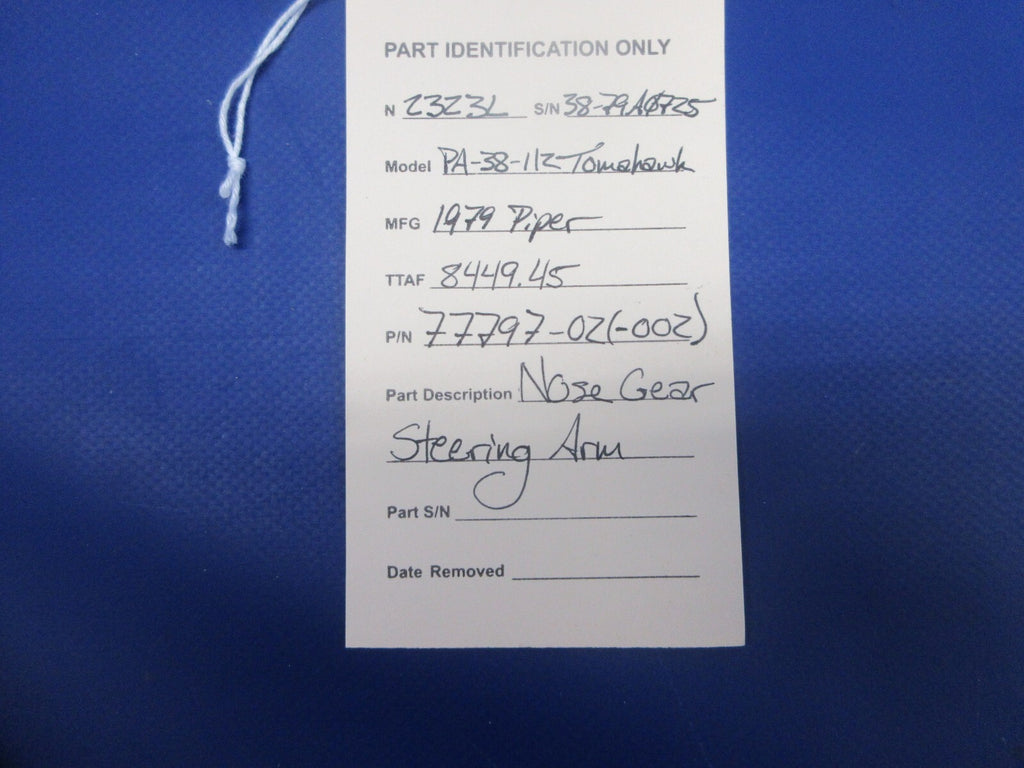 PART IDENTIFICATION ONLY
N 2323L S/N 38-79A0725
Model PA-38-112 Tomahawk
MFG 1979 Piper
TTAF 8449.45
P/N 77797-02(-002)
Part Description Nose Gear
Steering Arm
Part S/N
Date Removed